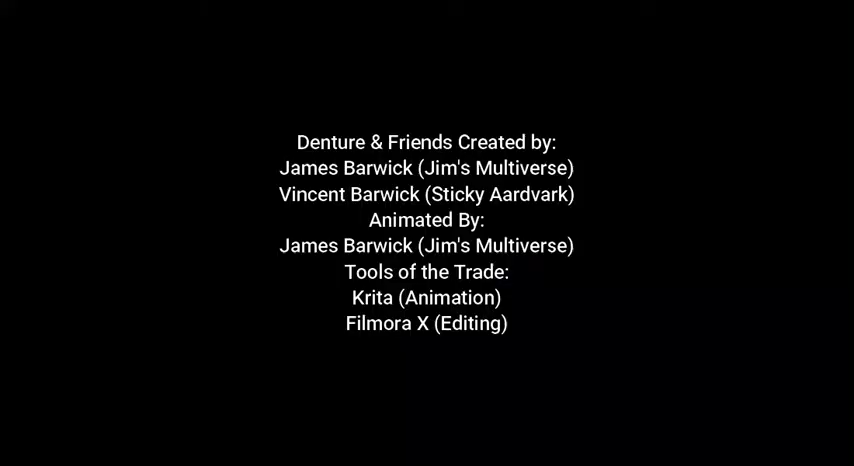 Denture & Friends Created by:
James Barwick (Jim's Multiverse)
Vincent Barwick (Sticky Aardvark)
Animated By:
James Barwick (Jim's Multiverse)
Tools of the Trade:
Krita (Animation)
Filmora X (Editing)